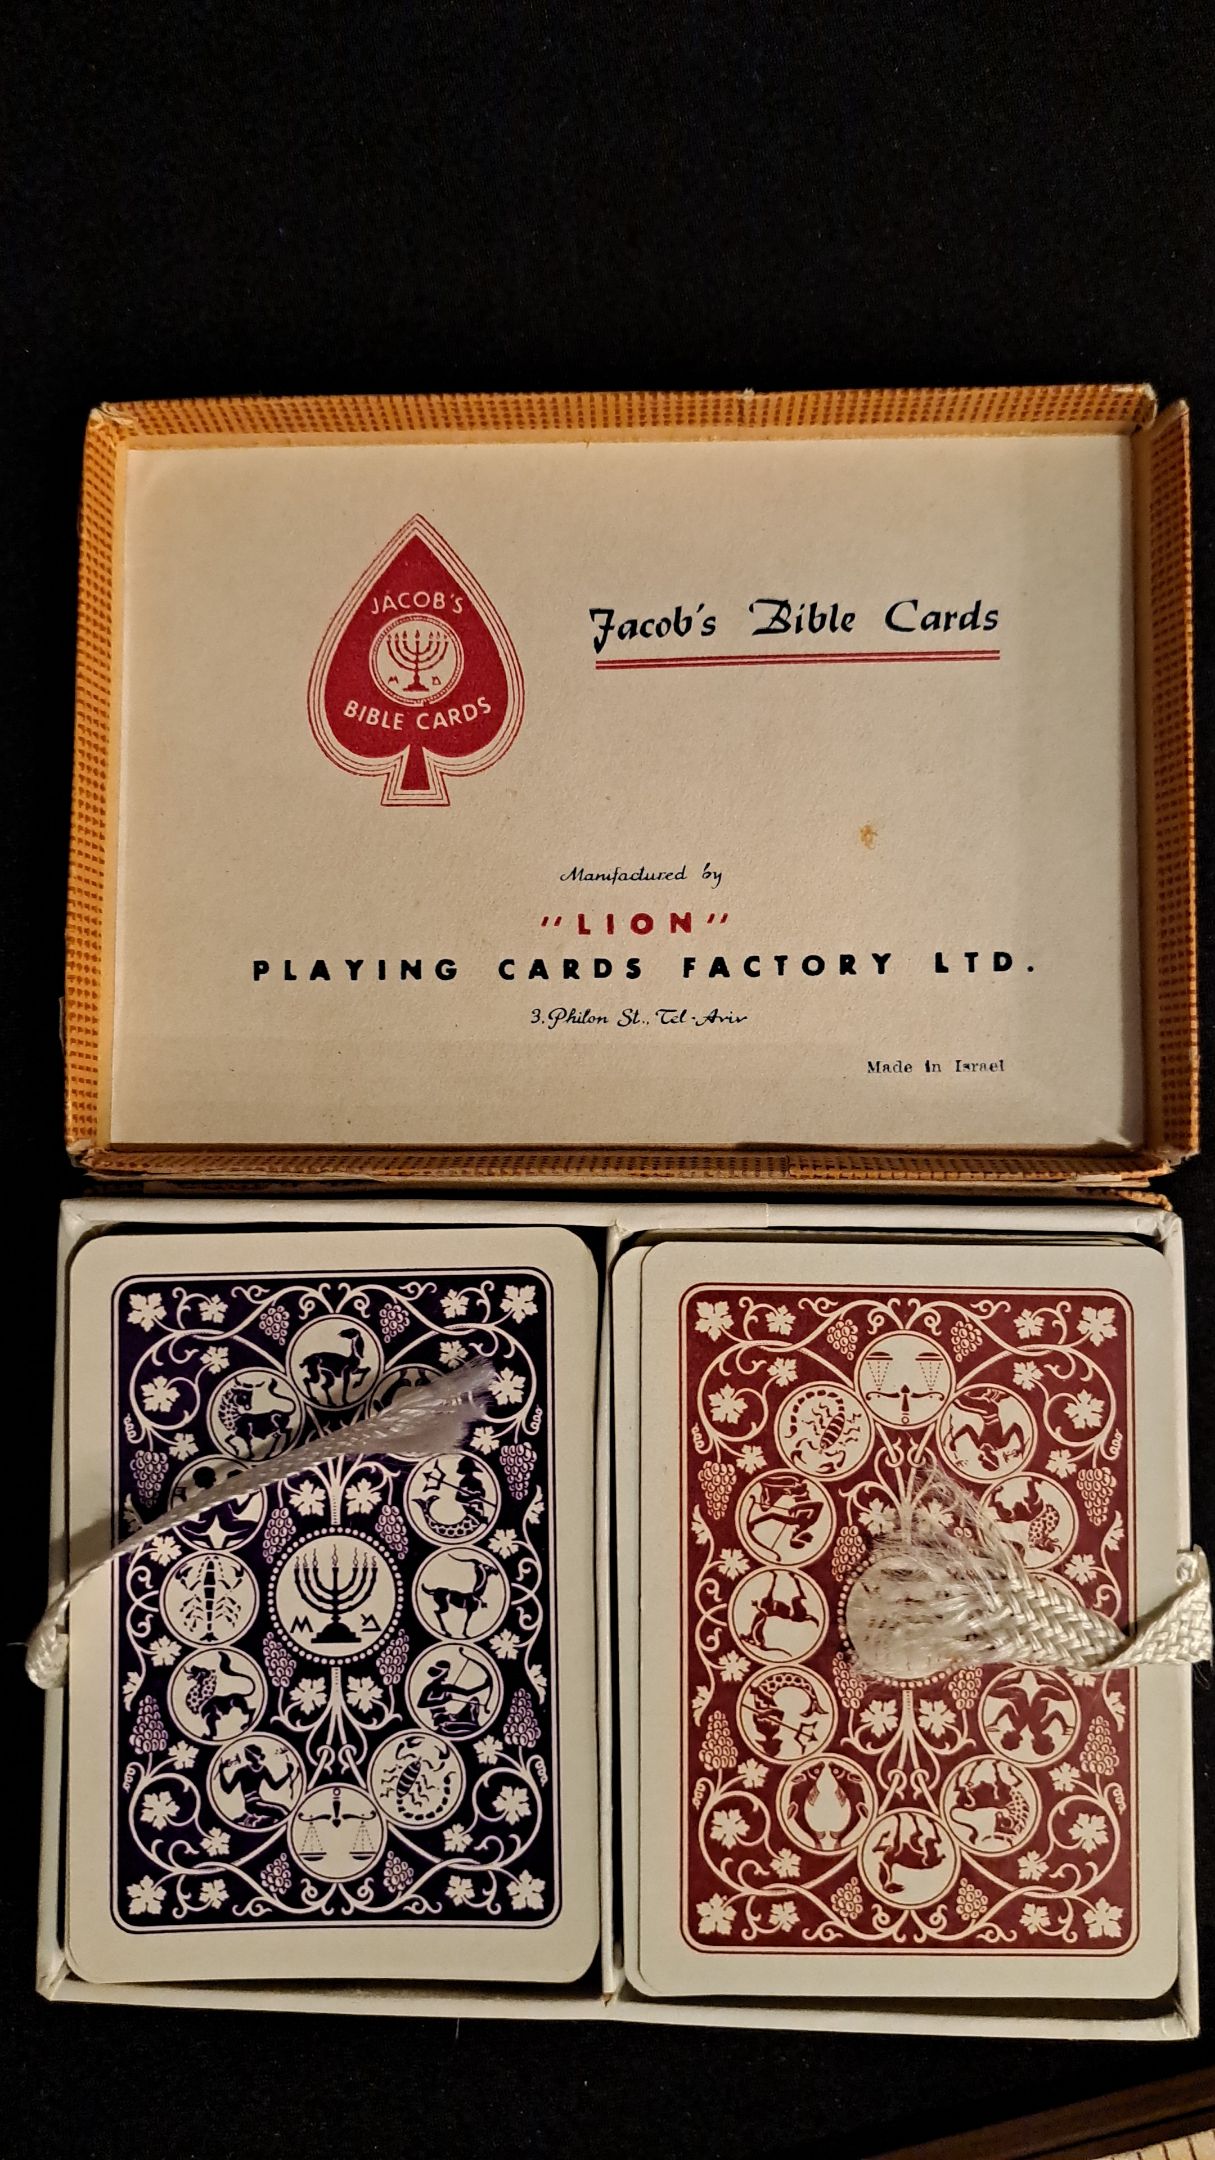 JACOB'S
BIBLE CARDS
Jacob's Bible Cards
Manufactured by
"LION"
PLAYING CARDS FACTORY LTD.
3, Philon St., Tel-Aviv
Made in Israel